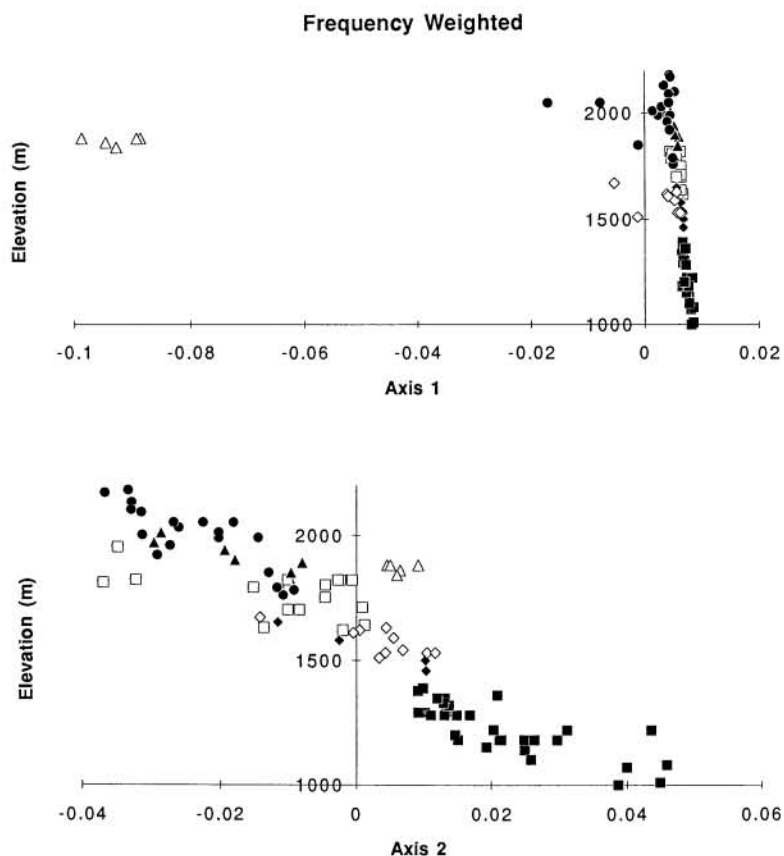 Frequency Weighted
Elevation (m)
2000
1500
1000
-0.1 -0.08 -0.06 -0.04 -0.02 0 0.02
Axis 1
Elevation (m)
2000
1500
1000
-0.04 -0.02 0 0.02 0.04 0.06
Axis 2